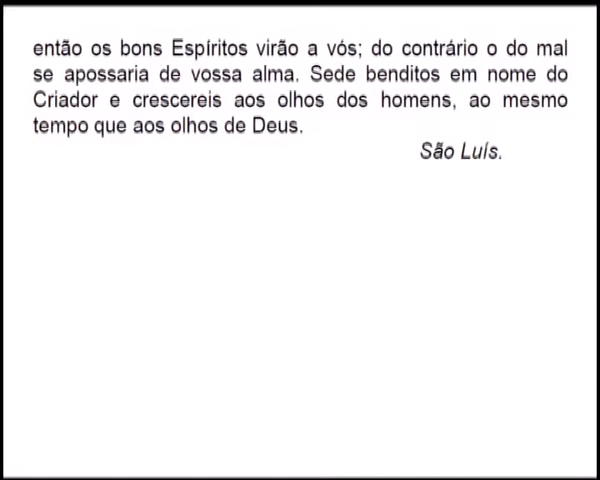 então os bons Espíritos virão a vós; do contrário o do mal
se apossaria de vossa alma. Sede benditos em nome do
Criador e crescereis aos olhos dos homens, ao mesmo
tempo que aos olhos de Deus.
São Luís.